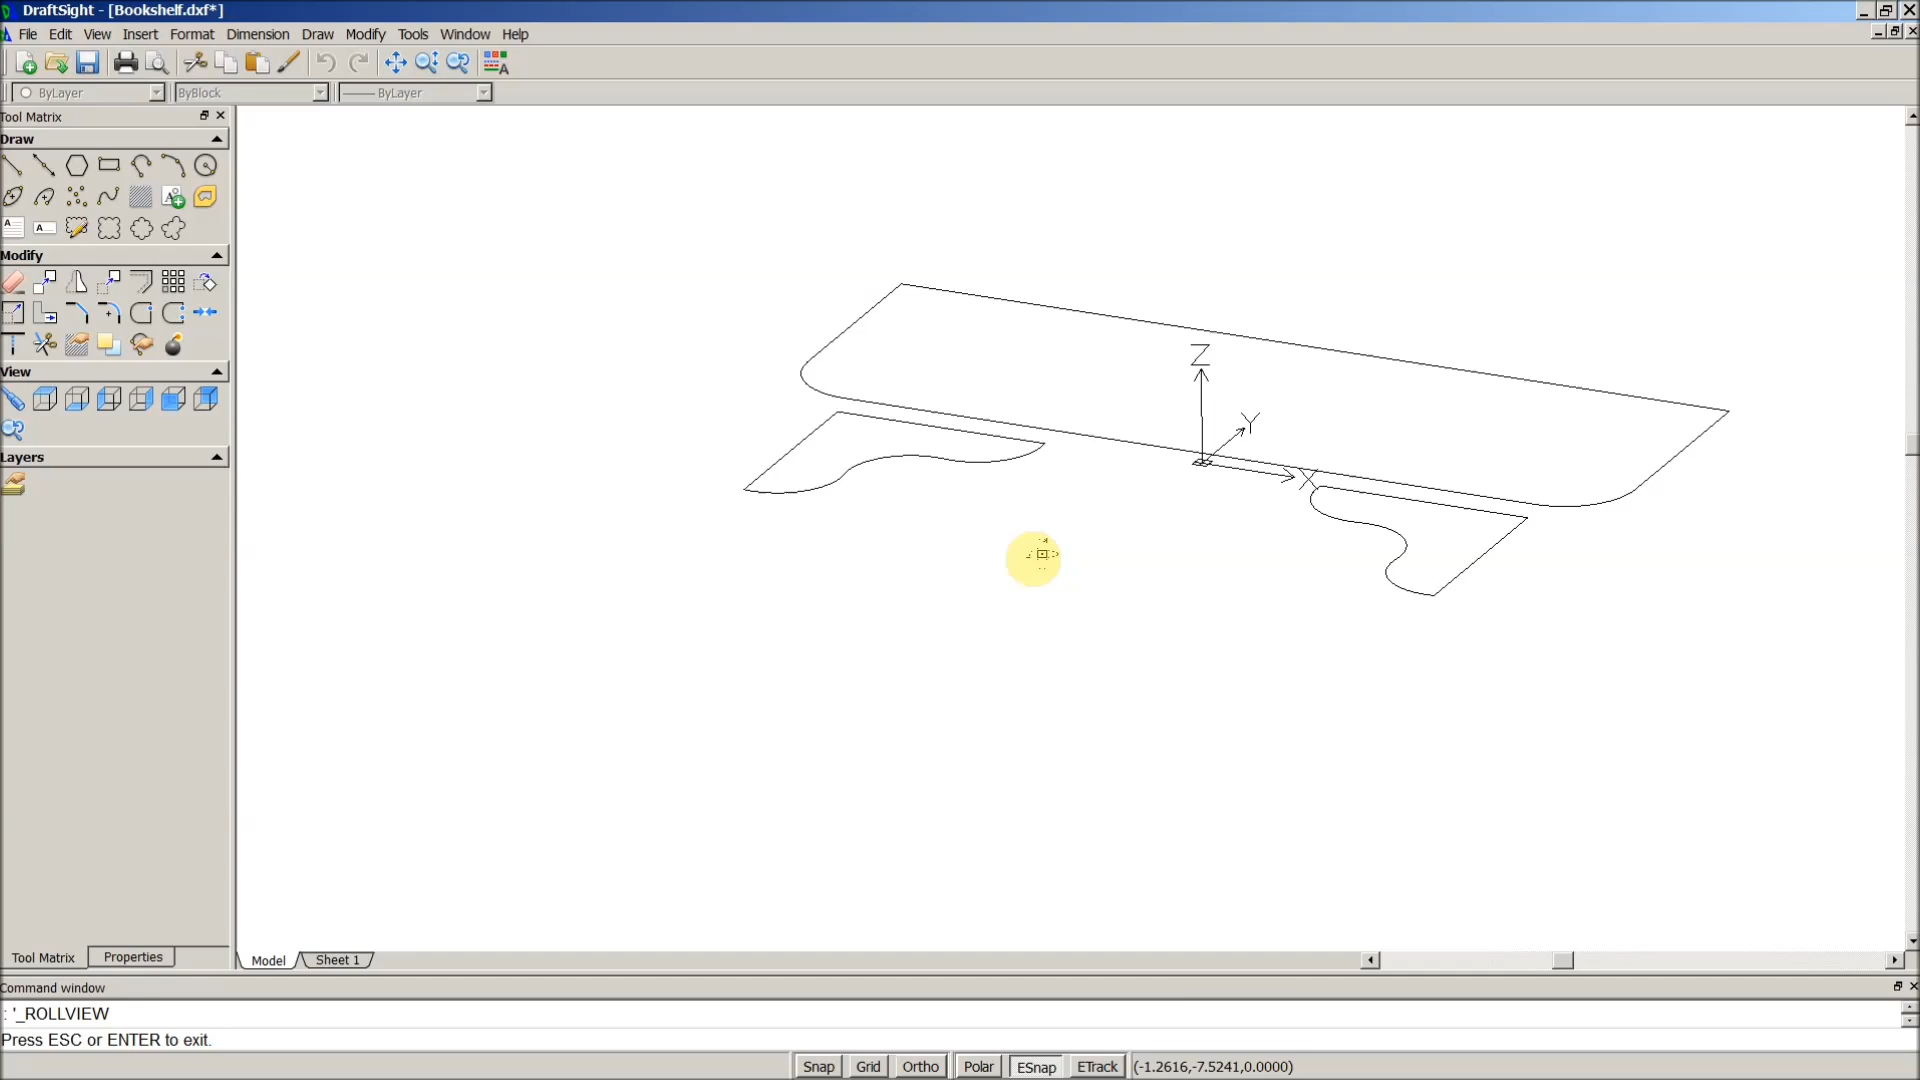 DraftSight - [Bookshelf.dxf*]
File Edit View Insert Format Dimension Draw Modify Tools Window Help
ByLayer ByBlock ByLayer
Tool Matrix
Draw
A
A A
Modify
View
Layers
Z
Y
X
Tool Matrix Properties Model Sheet 1
Command window
: '_ROLLVIEW
Press ESC or ENTER to exit.
Snap Grid Ortho Polar ESnap ETrack (-1.2616,-7.5241,0.0000)